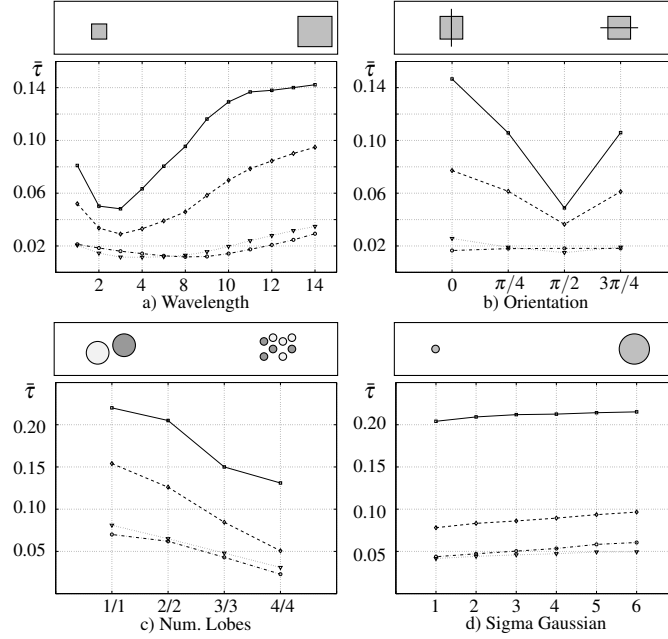 τ̄
0.14
0.10
0.06
0.02
2 4 6 8 10 12 14
a) Wavelength
τ̄
0.14
0.10
0.06
0.02
0 π/4 π/2 3π/4
b) Orientation
τ̄
0.20
0.15
0.10
0.05
1/1 2/2 3/3 4/4
c) Num. Lobes
τ̄
0.20
0.15
0.10
0.05
1 2 3 4 5 6
d) Sigma Gaussian